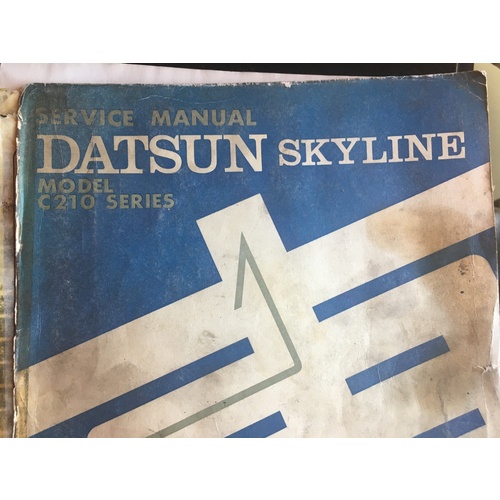 SERVICE MANUAL
DATSUN SKYLINE
MODEL
C210 SERIES